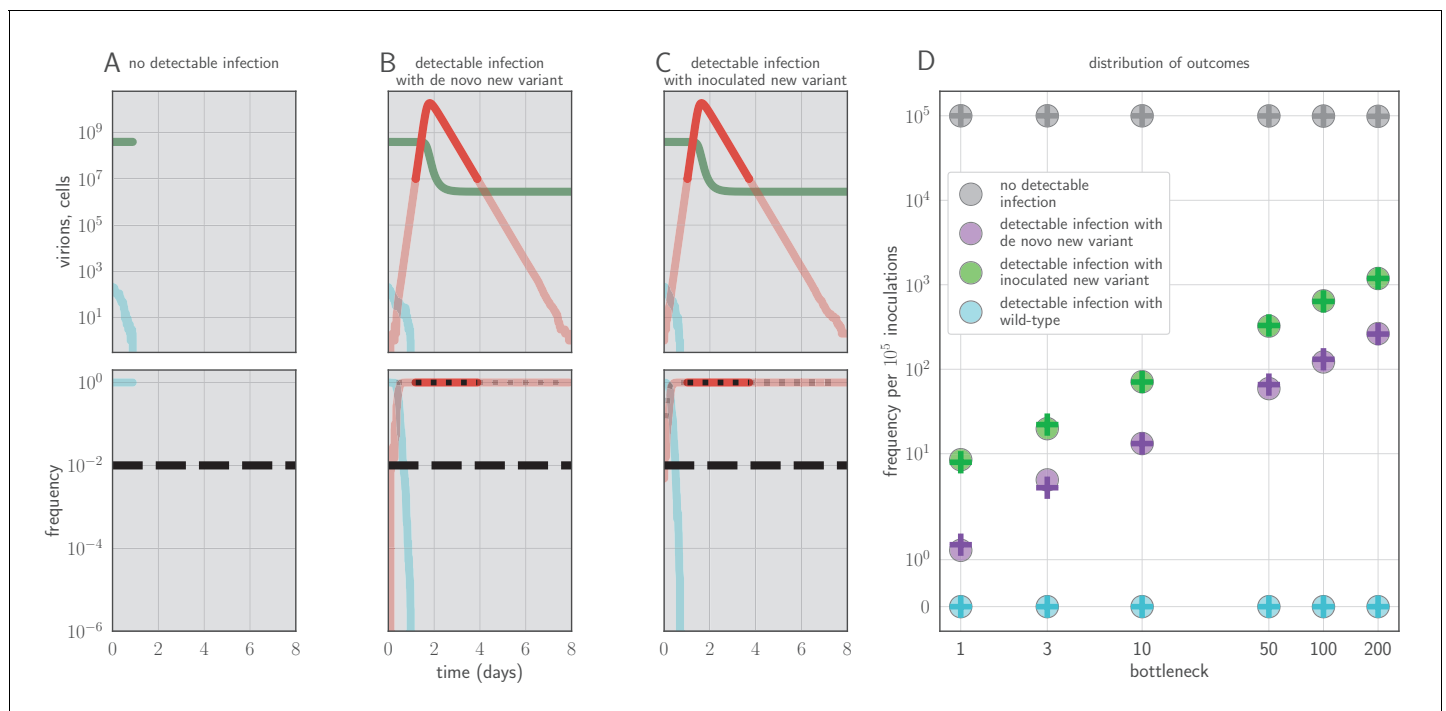 A no detectable infection
B detectable infection
with de novo new variant
C detectable infection
with inoculated new variant
D distribution of outcomes
virions, cells
10^9
10^7
10^5
10^3
10^1
frequency
10^0
10^−2
10^−4
10^−6
0 2 4 6 8
0 2 4 6 8
0 2 4 6 8
time (days)
frequency per 10^5 inoculations
10^5
10^4
10^3
10^2
10^1
10^0
0
no detectable
infection
detectable infection with
de novo new variant
detectable infection with
inoculated new variant
detectable infection with
wild-type
1 3 10 50 100 200
bottleneck